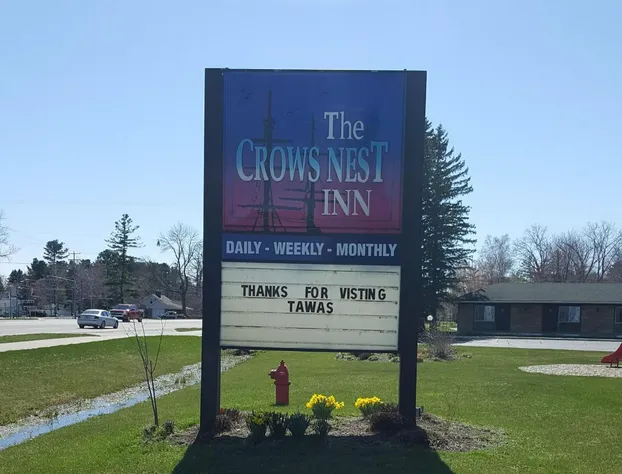 The
CROWS NEST
INN
DAILY - WEEKLY - MONTHLY
THANKS FOR VISTING
TAWAS